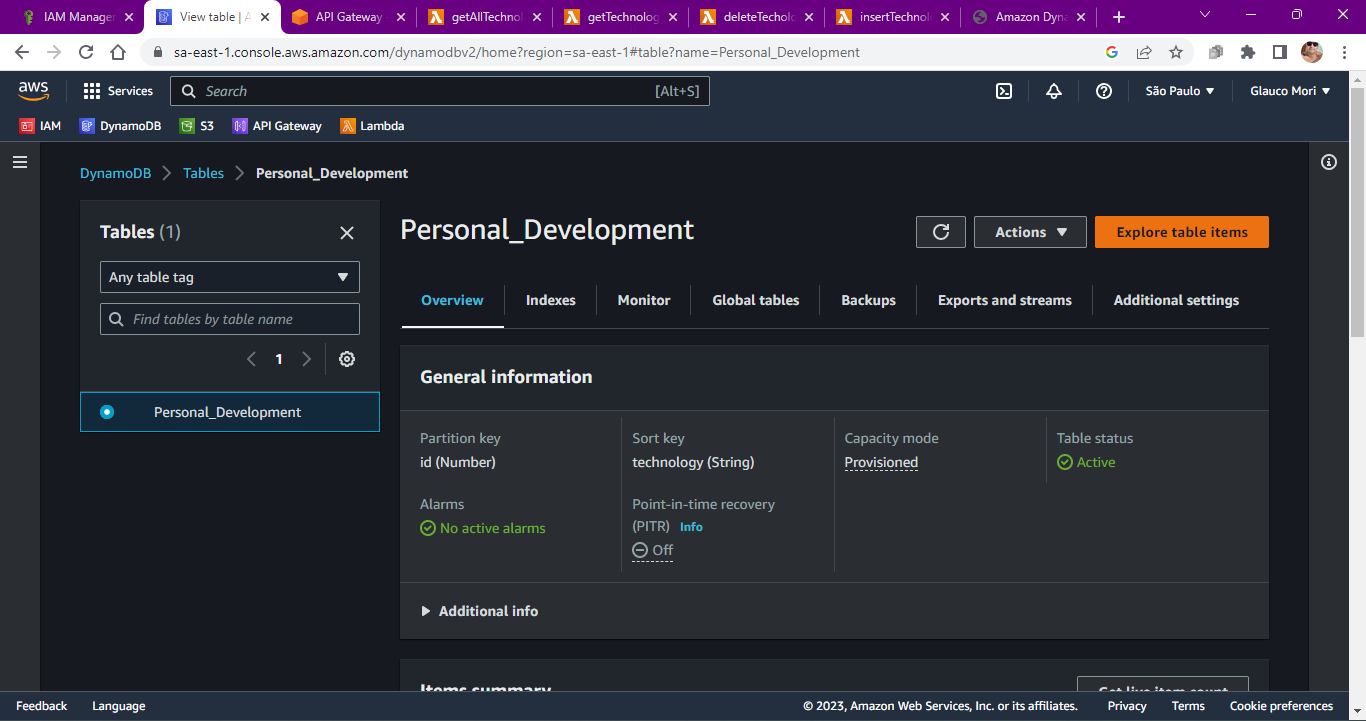 IAM Manager
View table | A
API Gateway
getAllTechnol
getTechnolog
deleteTecholo
insertTechnol
Amazon Dyna
sa-east-1.console.aws.amazon.com/dynamodbv2/home?region=sa-east-1#table?name=Personal_Development
aws
Services
Search
[Alt+S]
São Paulo
Glauco Mori
IAM
DynamoDB
S3
API Gateway
Lambda
DynamoDB
Tables
Personal_Development
Tables (1)
Any table tag
Find tables by table name
1
Personal_Development
Personal_Development
Actions
Explore table items
Overview
Indexes
Monitor
Global tables
Backups
Exports and streams
Additional settings
General information
Partition key
id (Number)
Sort key
technology (String)
Capacity mode
Provisioned
Table status
Active
Alarms
No active alarms
Point-in-time recovery
(PITR) Info
Off
Additional info
Items summary
Get live item count
Feedback
Language
© 2023, Amazon Web Services, Inc. or its affiliates.
Privacy
Terms
Cookie preferences